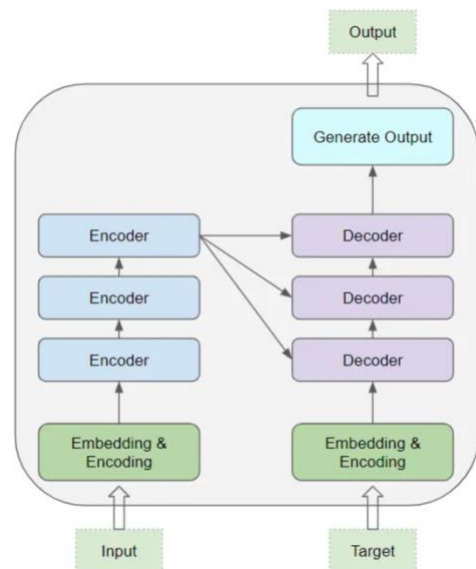 Output
Generate Output
Encoder
Decoder
Encoder
Decoder
Encoder
Decoder
Embedding &
Encoding
Embedding &
Encoding
Input
Target